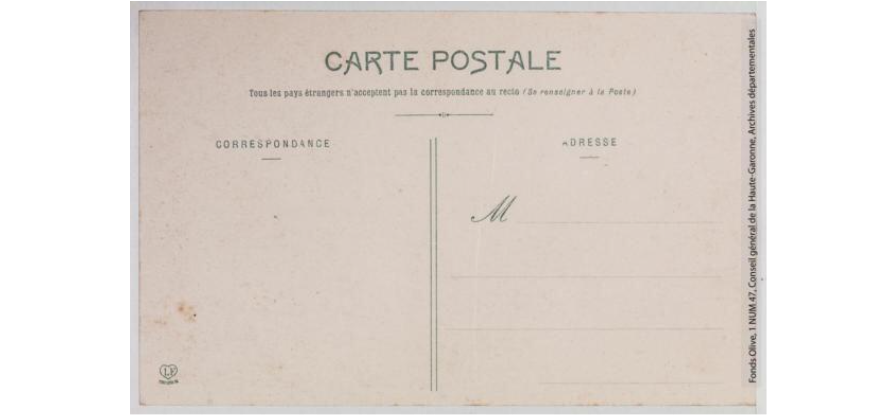 CARTE POSTALE
Tous les pays étrangers n'acceptent pas la correspondance au recto (Se renseigner à la Poste)
CORRESPONDANCE
ADRESSE
M
LF
Fonds Olive, 1 NUM 47, Conseil général de la Haute-Garonne, Archives départementales